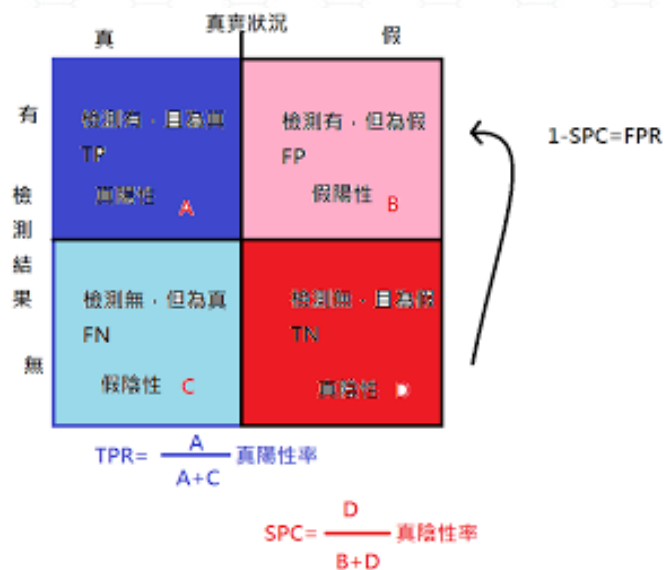 真實狀況
真
假
有
檢測有，且為真
TP
真陽性 A
檢測有，但為假
FP
假陽性 B
1-SPC=FPR
檢測結果
無
檢測無，但為真
FN
假陰性 C
檢測無，且為假
TN
真陰性 D
TPR=
A
A+C
真陽性率
SPC=
D
B+D
真陰性率